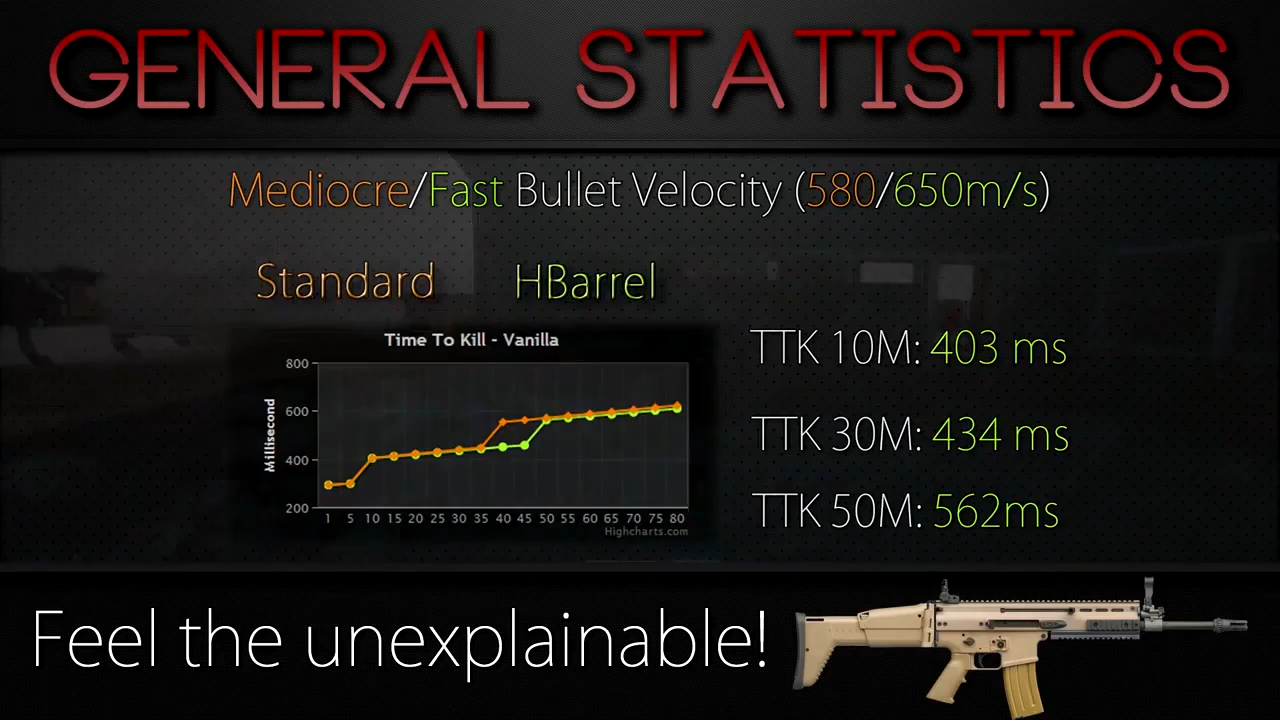 GENERAL STATISTICS
Mediocre/Fast Bullet Velocity (580/650m/s)
Standard HBarrel
Time To Kill - Vanilla
Millisecond
800
600
400
200
1 5 10 15 20 25 30 35 40 45 50 55 60 65 70 75 80
Highcharts.com
TTK 10M: 403 ms
TTK 30M: 434 ms
TTK 50M: 562ms
Feel the unexplainable!